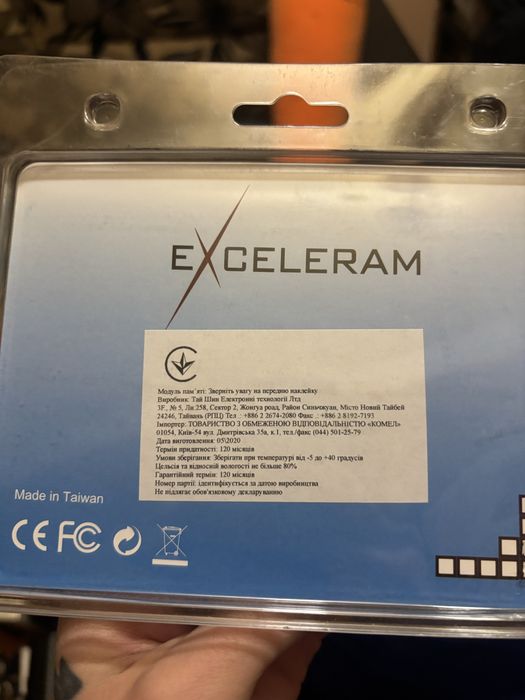 EXCELERAM
Модуль пам'яті: Зверніть увагу на передню наклейку
Виробник: Тай Шин Електронні технології Лтд
3F., № 5, Ли 258, Сектор 2, Жонгуа роад, Район Синьчжуан, Місто Новий Тайбей
24246, Тайвань (РПЦ) Тел.: +886 2 2674-2080 Факс.: +886 2 8192-7193
Імпортер: ТОВАРИСТВО З ОБМЕЖЕНОЮ ВІДПОВІДАЛЬНІСТЮ «КОМЕЛ»
01054, Київ-54 вул. Дмитрівська 35а, к.1, тел./факс (044) 501-25-79
Дата виготовлення: 05\2020
Термін придатності: 120 місяців
Умови зберігання: Зберігати при температурі від -5 до +40 градусів
Цельсія та відносній вологості не більше 80%
Гарантійний термін: 120 місяців
Номер партії: ідентифікується за датою виробництва
Не підлягає обов'язковому декларуванню
Made in Taiwan
CE FC